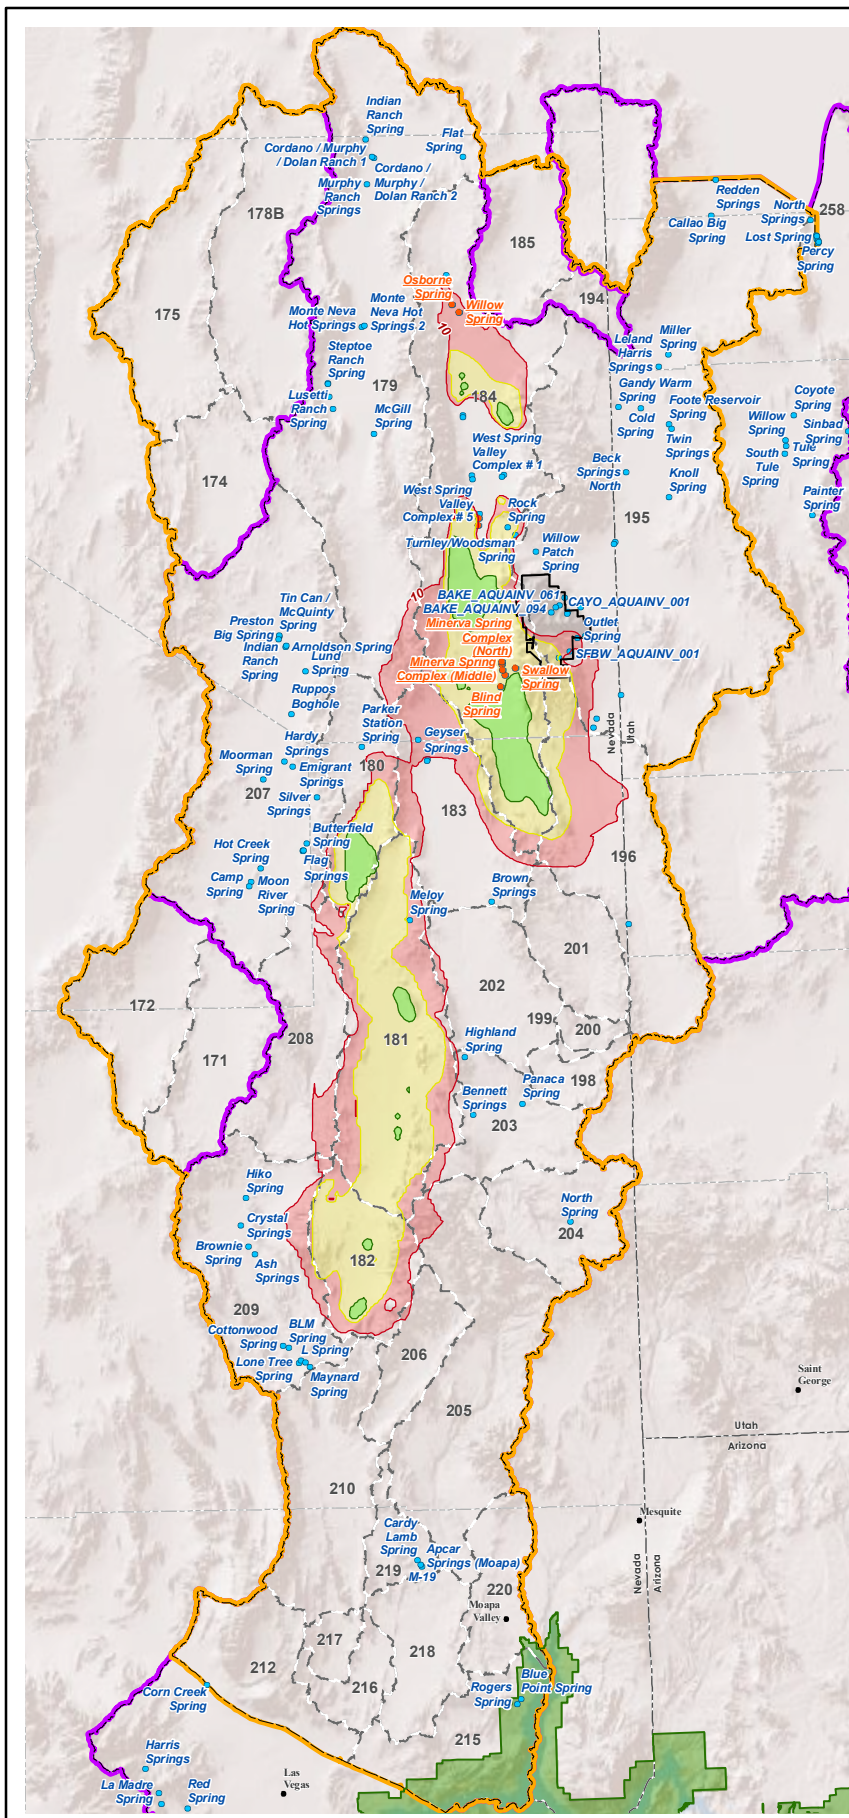 Indian
Ranch
Spring
Flat
Spring
Cordano / Murphy
/ Dolan Ranch 1
Cordano /
Murphy /
Dolan Ranch 2
Murphy
Ranch
Springs
178B
185
Redden
Springs
North
Springs
258
Callao Big
Spring
Lost Spring
Percy
Spring
Osborne
Spring
Willow
Spring
10
194
175
Monte Neva
Hot Springs
Monte
Neva Hot
Springs 2
Miller
Spring
Leland
Harris
Springs
Steptoe
Ranch
Spring
179
184
Lusetti
Ranch
Spring
McGill
Spring
Gandy Warm
Spring
Cold
Spring
Foote Reservoir
Spring
Twin
Springs
Coyote
Spring
Willow
Spring
Sinbad
Spring
Tule
Spring
South
Tule
Spring
174
West Spring
Valley
Complex # 1
Beck
Springs
North
Knoll
Spring
West Spring
Valley
Complex # 5
Rock
Spring
195
Painter
Spring
Turnley/Woodsman
Spring
Willow
Patch
Spring
10
BAKE_AQUAINV_061
BAKE_AQUAINV_094
CAYO_AQUAINV_001
Tin Can /
McQuinty
Spring
Preston
Big Spring
Arnoldson Spring
Indian
Ranch
Spring
Lund
Spring
Minerva Spring
Complex
(North)
Outlet
Spring
SFBW_AQUAINV_001
Minerva Spring
Complex (Middle)
Swallow
Spring
Blind
Spring
Ruppos
Boghole
Parker
Station
Spring
Geyser
Springs
Nevada
Utah
Hardy
Springs
Moorman
Spring
Emigrant
Springs
180
207
Silver
Springs
183
Butterfield
Spring
Flag
Springs
Hot Creek
Spring
Camp
Spring
Moon
River
Spring
196
Brown
Springs
Meloy
Spring
201
202
172
199
200
208
181
171
Highland
Spring
198
Panaca
Spring
Bennett
Springs
203
Hiko
Spring
North
Spring
204
Crystal
Springs
Brownie
Spring
Ash
Springs
182
209
BLM
Spring
Cottonwood
Spring
L Spring
Lone Tree
Spring
Maynard
Spring
206
Saint
George
205
Utah
Arizona
210
Mesquite
Cardy
Lamb
Spring
Apcar
Springs (Moapa)
M-19
219
Nevada
Arizona
220
Moapa
Valley
217
218
212
216
Blue
Point Spring
Rogers
Spring
Corn Creek
Spring
215
Harris
Springs
Las
Vegas
La Madre
Spring
Red
Spring